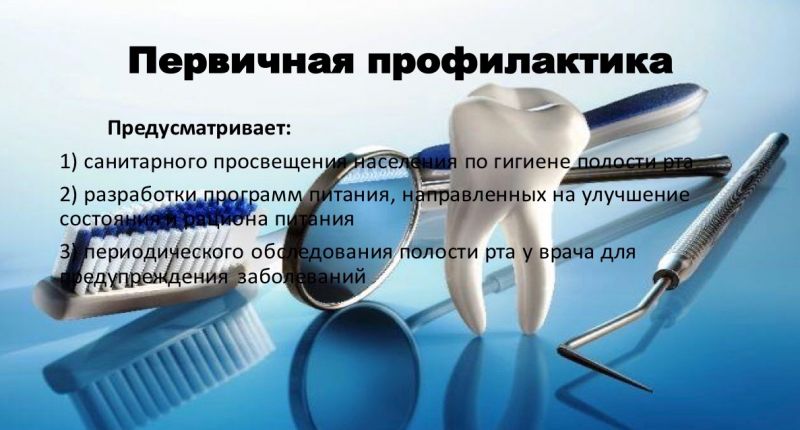 Первичная профилактика
Предусматривает:
1) санитарного просвещения населения по гигиене полости рта
2) разработки программ питания, направленных на улучшение
состояния и рациона питания
3) периодического обследования полости рта у врача для
предупреждения заболеваний